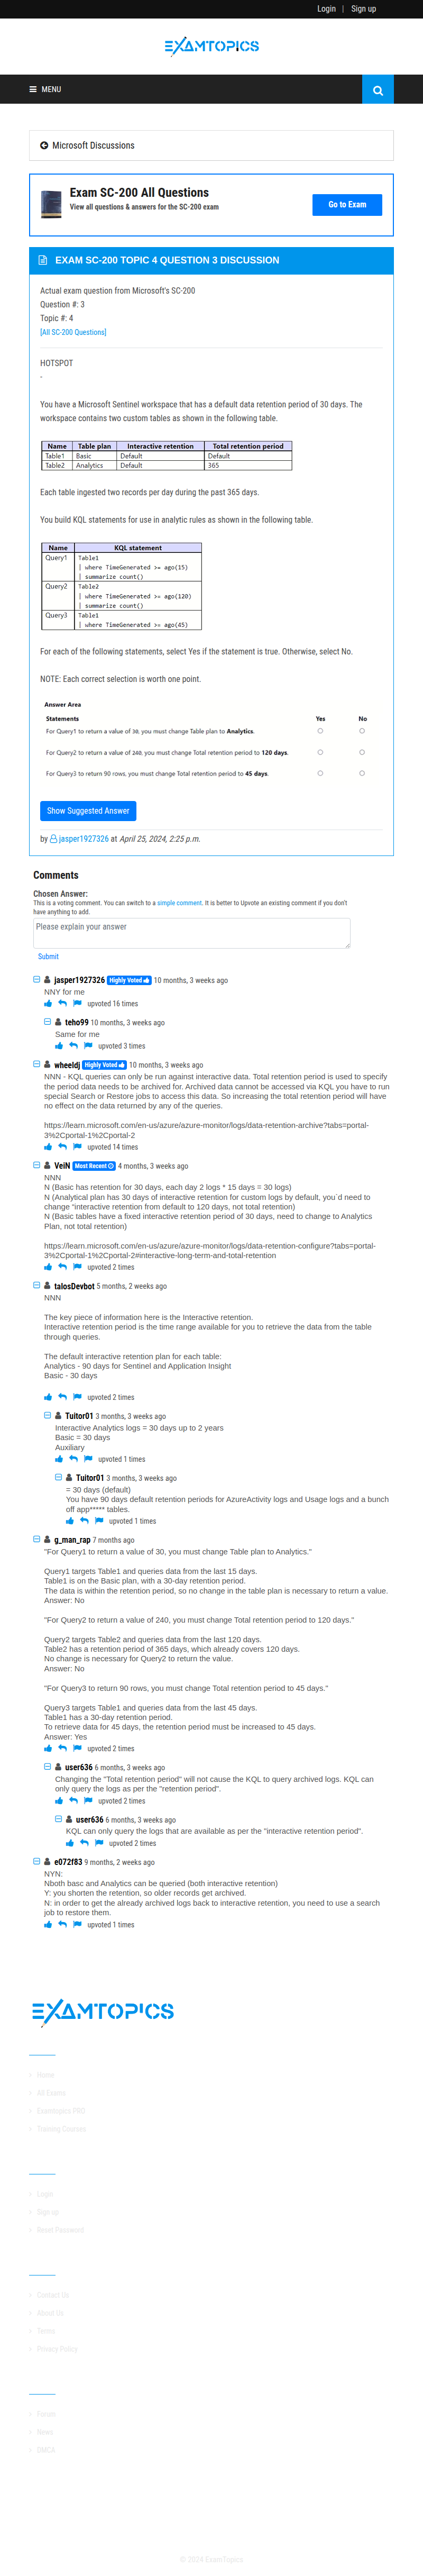 Login | Sign up
EXAMTOPICS
MENU
Microsoft Discussions
Exam SC-200 All Questions
View all questions & answers for the SC-200 exam
Go to Exam
EXAM SC-200 TOPIC 4 QUESTION 3 DISCUSSION
Actual exam question from Microsoft's SC-200
Question #: 3
Topic #: 4
[All SC-200 Questions]
HOTSPOT
-
You have a Microsoft Sentinel workspace that has a default data retention period of 30 days. The
workspace contains two custom tables as shown in the following table.
Name Table plan Interactive retention Total retention period
Table1 Basic Default Default
Table2 Analytics Default 365
Each table ingested two records per day during the past 365 days.
You build KQL statements for use in analytic rules as shown in the following table.
Name KQL statement
Query1 Table1
| where TimeGenerated >= ago(15)
| summarize count()
Query2 Table2
| where TimeGenerated >= ago(120)
| summarize count()
Query3 Table1
| where TimeGenerated >= ago(45)
For each of the following statements, select Yes if the statement is true. Otherwise, select No.
NOTE: Each correct selection is worth one point.
Answer Area
Statements Yes No
For Query1 to return a value of 30, you must change Table plan to Analytics.
For Query2 to return a value of 240, you must change Total retention period to 120 days.
For Query3 to return 90 rows, you must change Total retention period to 45 days.
Show Suggested Answer
by jasper1927326 at April 25, 2024, 2:25 p.m.
Comments
Chosen Answer:
This is a voting comment. You can switch to a simple comment. It is better to Upvote an existing comment if you don't
have anything to add.
Please explain your answer
Submit
jasper1927326 Highly Voted 10 months, 3 weeks ago
NNY for me
upvoted 16 times
teho99 10 months, 3 weeks ago
Same for me
upvoted 3 times
wheeldj Highly Voted 10 months, 3 weeks ago
NNN - KQL queries can only be run against interactive data. Total retention period is used to specify
the period data needs to be archived for. Archived data cannot be accessed via KQL you have to run
special Search or Restore jobs to access this data. So increasing the total retention period will have
no effect on the data returned by any of the queries.
https://learn.microsoft.com/en-us/azure/azure-monitor/logs/data-retention-archive?tabs=portal-
3%2Cportal-1%2Cportal-2
upvoted 14 times
VeiN Most Recent 4 months, 3 weeks ago
NNN
N (Basic has retention for 30 days, each day 2 logs * 15 days = 30 logs)
N (Analytical plan has 30 days of interactive retention for custom logs by default, you`d need to
change "interactive retention from default to 120 days, not total retention)
N (Basic tables have a fixed interactive retention period of 30 days, need to change to Analytics
Plan, not total retention)
https://learn.microsoft.com/en-us/azure/azure-monitor/logs/data-retention-configure?tabs=portal-
3%2Cportal-1%2Cportal-2#interactive-long-term-and-total-retention
upvoted 2 times
talosDevbot 5 months, 2 weeks ago
NNN
The key piece of information here is the Interactive retention.
Interactive retention period is the time range available for you to retrieve the data from the table
through queries.
The default interactive retention plan for each table:
Analytics - 90 days for Sentinel and Application Insight
Basic - 30 days
upvoted 2 times
Tuitor01 3 months, 3 weeks ago
Interactive Analytics logs = 30 days up to 2 years
Basic = 30 days
Auxiliary
upvoted 1 times
Tuitor01 3 months, 3 weeks ago
= 30 days (default)
You have 90 days default retention periods for AzureActivity logs and Usage logs and a bunch
off app***** tables.
upvoted 1 times
g_man_rap 7 months ago
"For Query1 to return a value of 30, you must change Table plan to Analytics."
Query1 targets Table1 and queries data from the last 15 days.
Table1 is on the Basic plan, with a 30-day retention period.
The data is within the retention period, so no change in the table plan is necessary to return a value.
Answer: No
"For Query2 to return a value of 240, you must change Total retention period to 120 days."
Query2 targets Table2 and queries data from the last 120 days.
Table2 has a retention period of 365 days, which already covers 120 days.
No change is necessary for Query2 to return the value.
Answer: No
"For Query3 to return 90 rows, you must change Total retention period to 45 days."
Query3 targets Table1 and queries data from the last 45 days.
Table1 has a 30-day retention period.
To retrieve data for 45 days, the retention period must be increased to 45 days.
Answer: Yes
upvoted 2 times
user636 6 months, 3 weeks ago
Changing the "Total retention period" will not cause the KQL to query archived logs. KQL can
only query the logs as per the "retention period".
upvoted 2 times
user636 6 months, 3 weeks ago
KQL can only query the logs that are available as per the "interactive retention period".
upvoted 2 times
e072f83 9 months, 2 weeks ago
NYN:
Nboth basc and Analytics can be queried (both interactive retention)
Y: you shorten the retention, so older records get archived.
N: in order to get the already archived logs back to interactive retention, you need to use a search
job to restore them.
upvoted 1 times
EXAMTOPICS
Home
All Exams
Examtopics PRO
Training Courses
Login
Sign up
Reset Password
Contact Us
About Us
Terms
Privacy Policy
Forum
News
DMCA
© 2024 ExamTopics